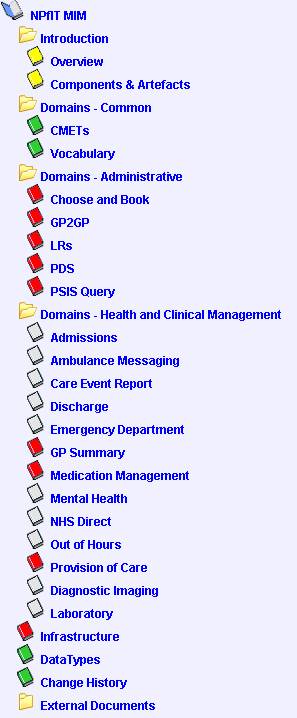 NPfIT MIM
Introduction
Overview
Components & Artefacts
Domains - Common
CMETs
Vocabulary
Domains - Administrative
Choose and Book
GP2GP
LRs
PDS
PSIS Query
Domains - Health and Clinical Management
Admissions
Ambulance Messaging
Care Event Report
Discharge
Emergency Department
GP Summary
Medication Management
Mental Health
NHS Direct
Out of Hours
Provision of Care
Diagnostic Imaging
Laboratory
Infrastructure
DataTypes
Change History
External Documents